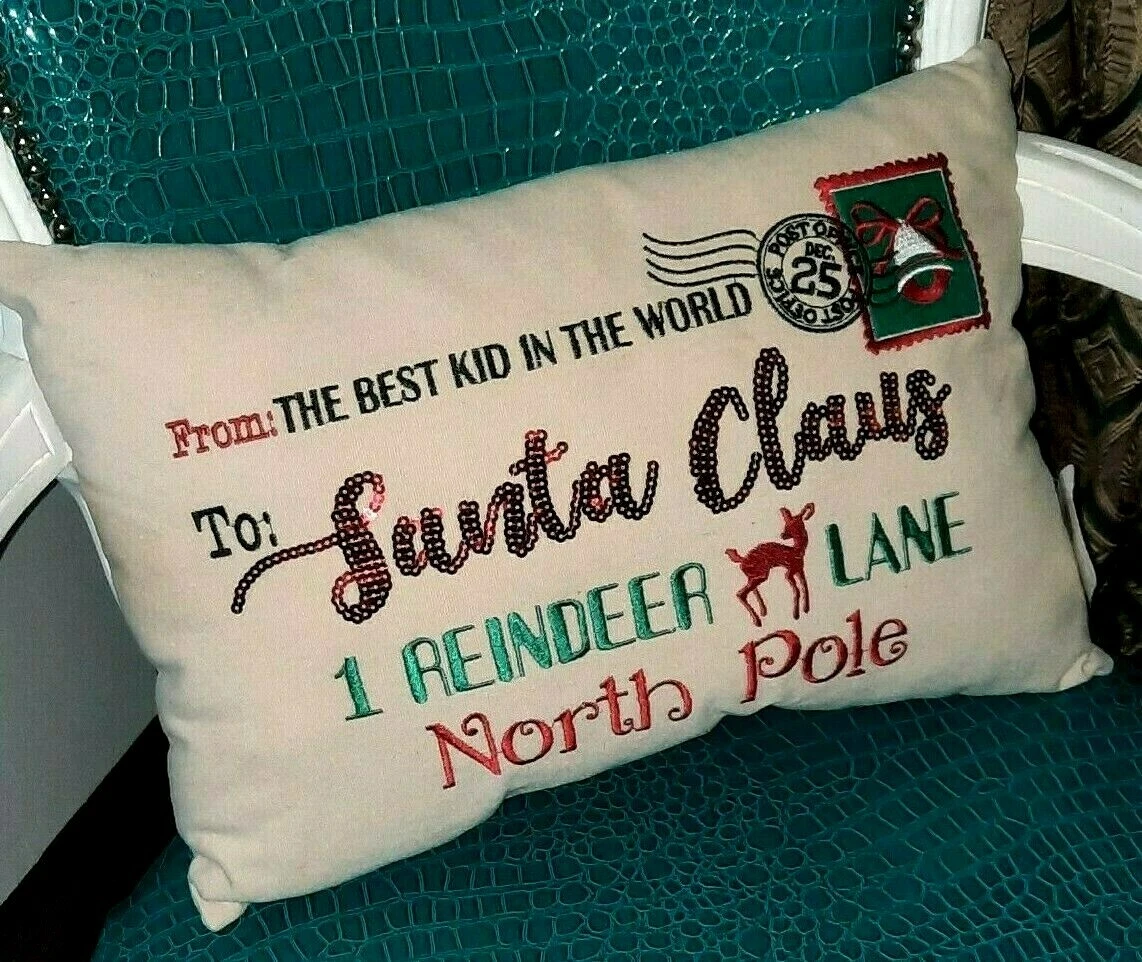 POST OFFICE
DEC.
25
POST OFFICE
From: THE BEST KID IN THE WORLD
To: Santa Claus
1 REINDEER LANE
North Pole